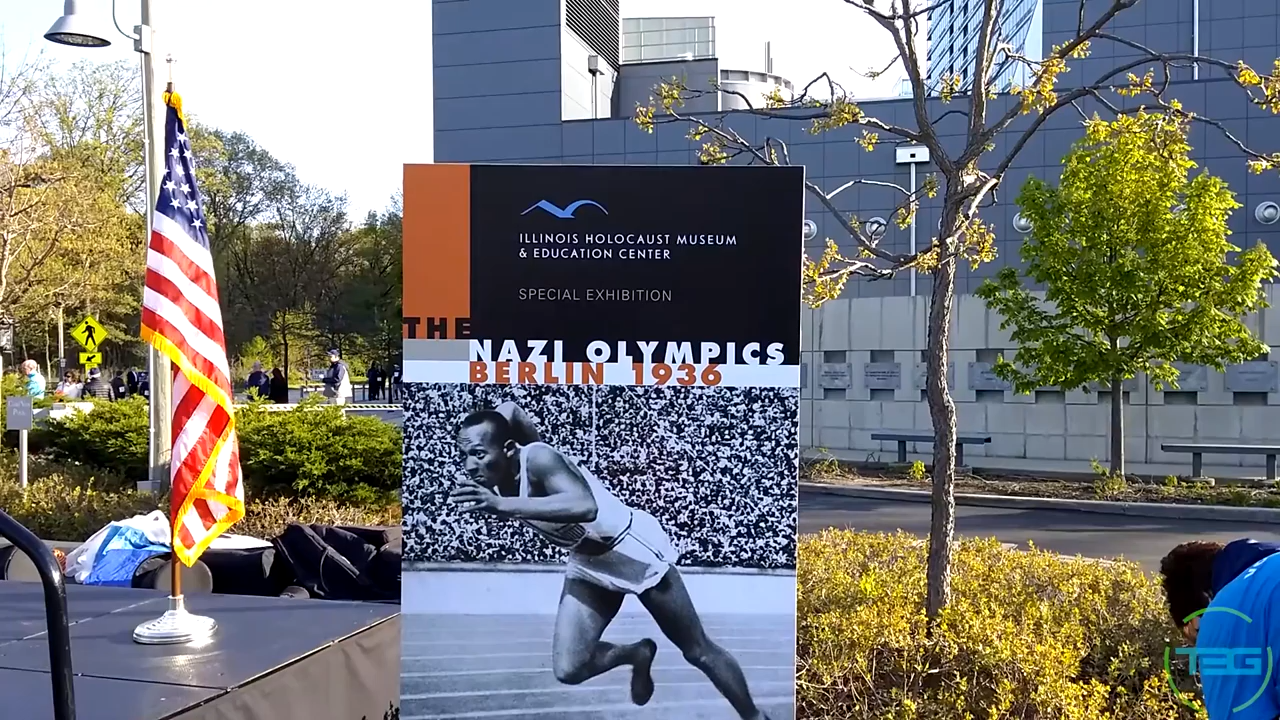 ILLINOIS HOLOCAUST MUSEUM
& EDUCATION CENTER
SPECIAL EXHIBITION
THE
NAZI OLYMPICS
BERLIN 1936
TEG